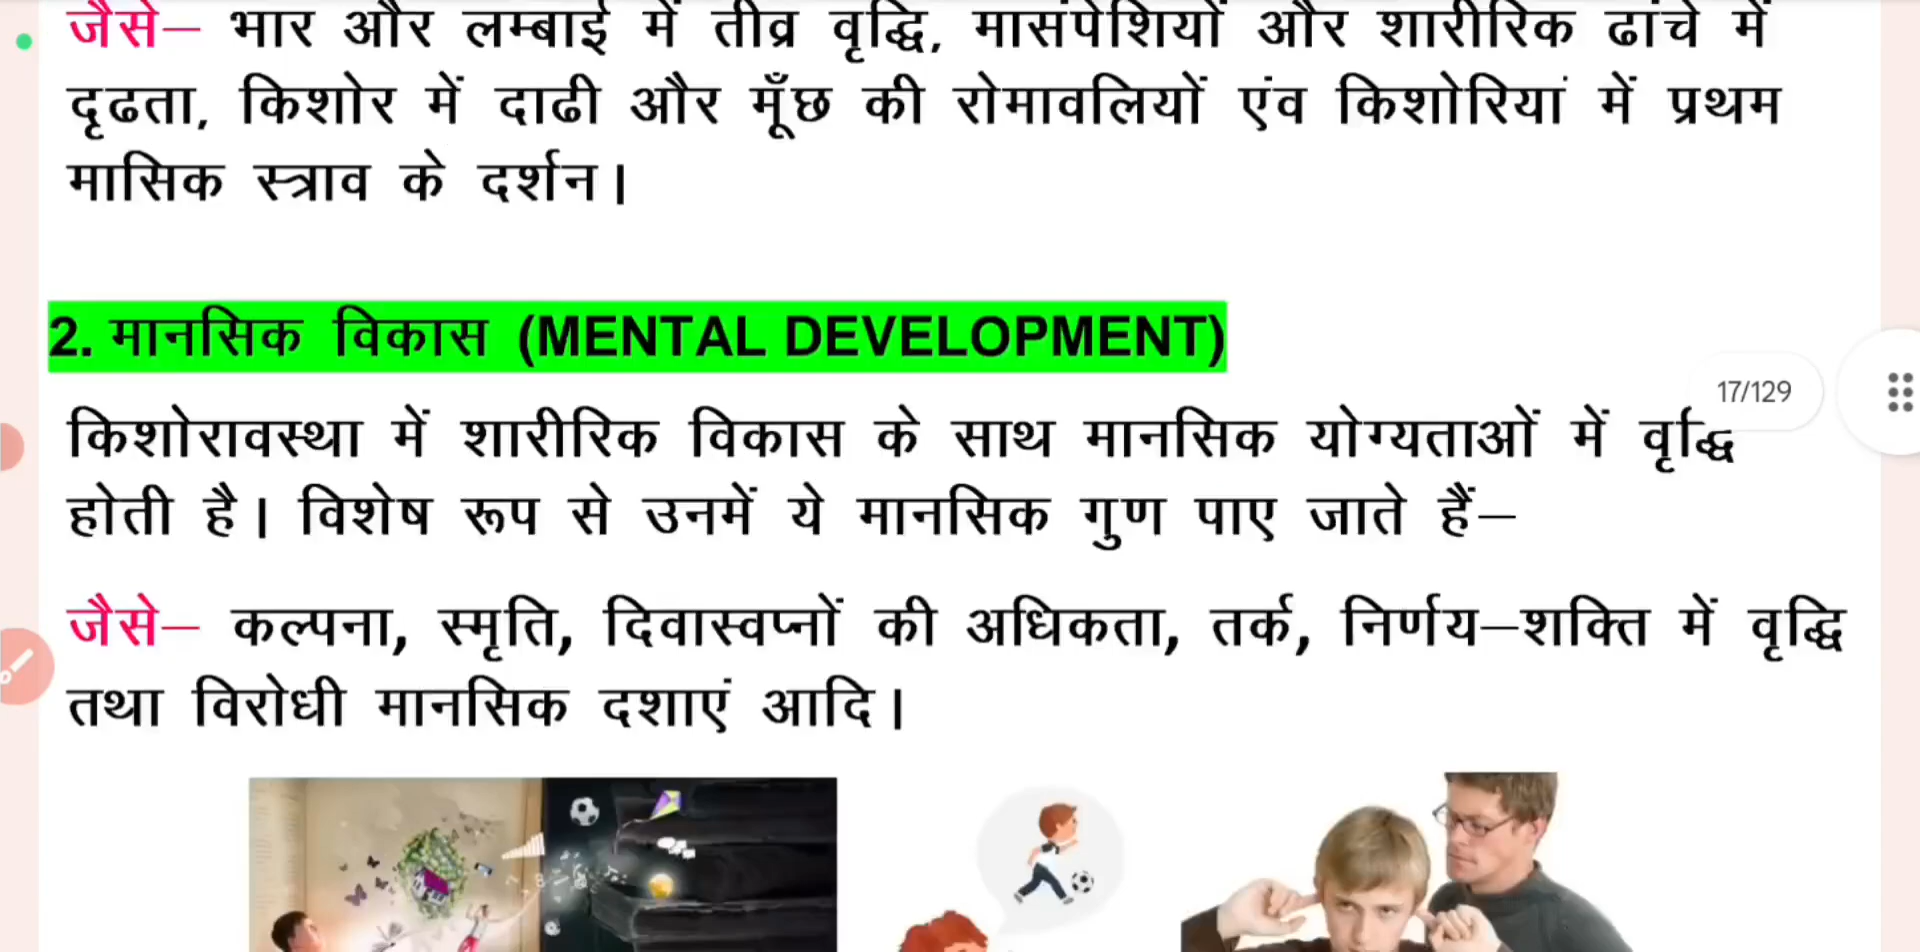 जैसे– भार और लम्बाई में तीव्र वृद्धि, मासंपेशियों और शारीरिक ढांचे में
दृढता, किशोर में दाढी और मूँछ की रोमावलियों एंव किशोरियां में प्रथम
मासिक स्त्राव के दर्शन।
2. मानसिक विकास (MENTAL DEVELOPMENT)
17/129
किशोरावस्था में शारीरिक विकास के साथ मानसिक योग्यताओं में वृद्धि
होती है। विशेष रूप से उनमें ये मानसिक गुण पाए जाते हैं–
जैसे– कल्पना, स्मृति, दिवास्वप्नों की अधिकता, तर्क, निर्णय–शक्ति में वृद्धि
तथा विरोधी मानसिक दशाएं आदि।